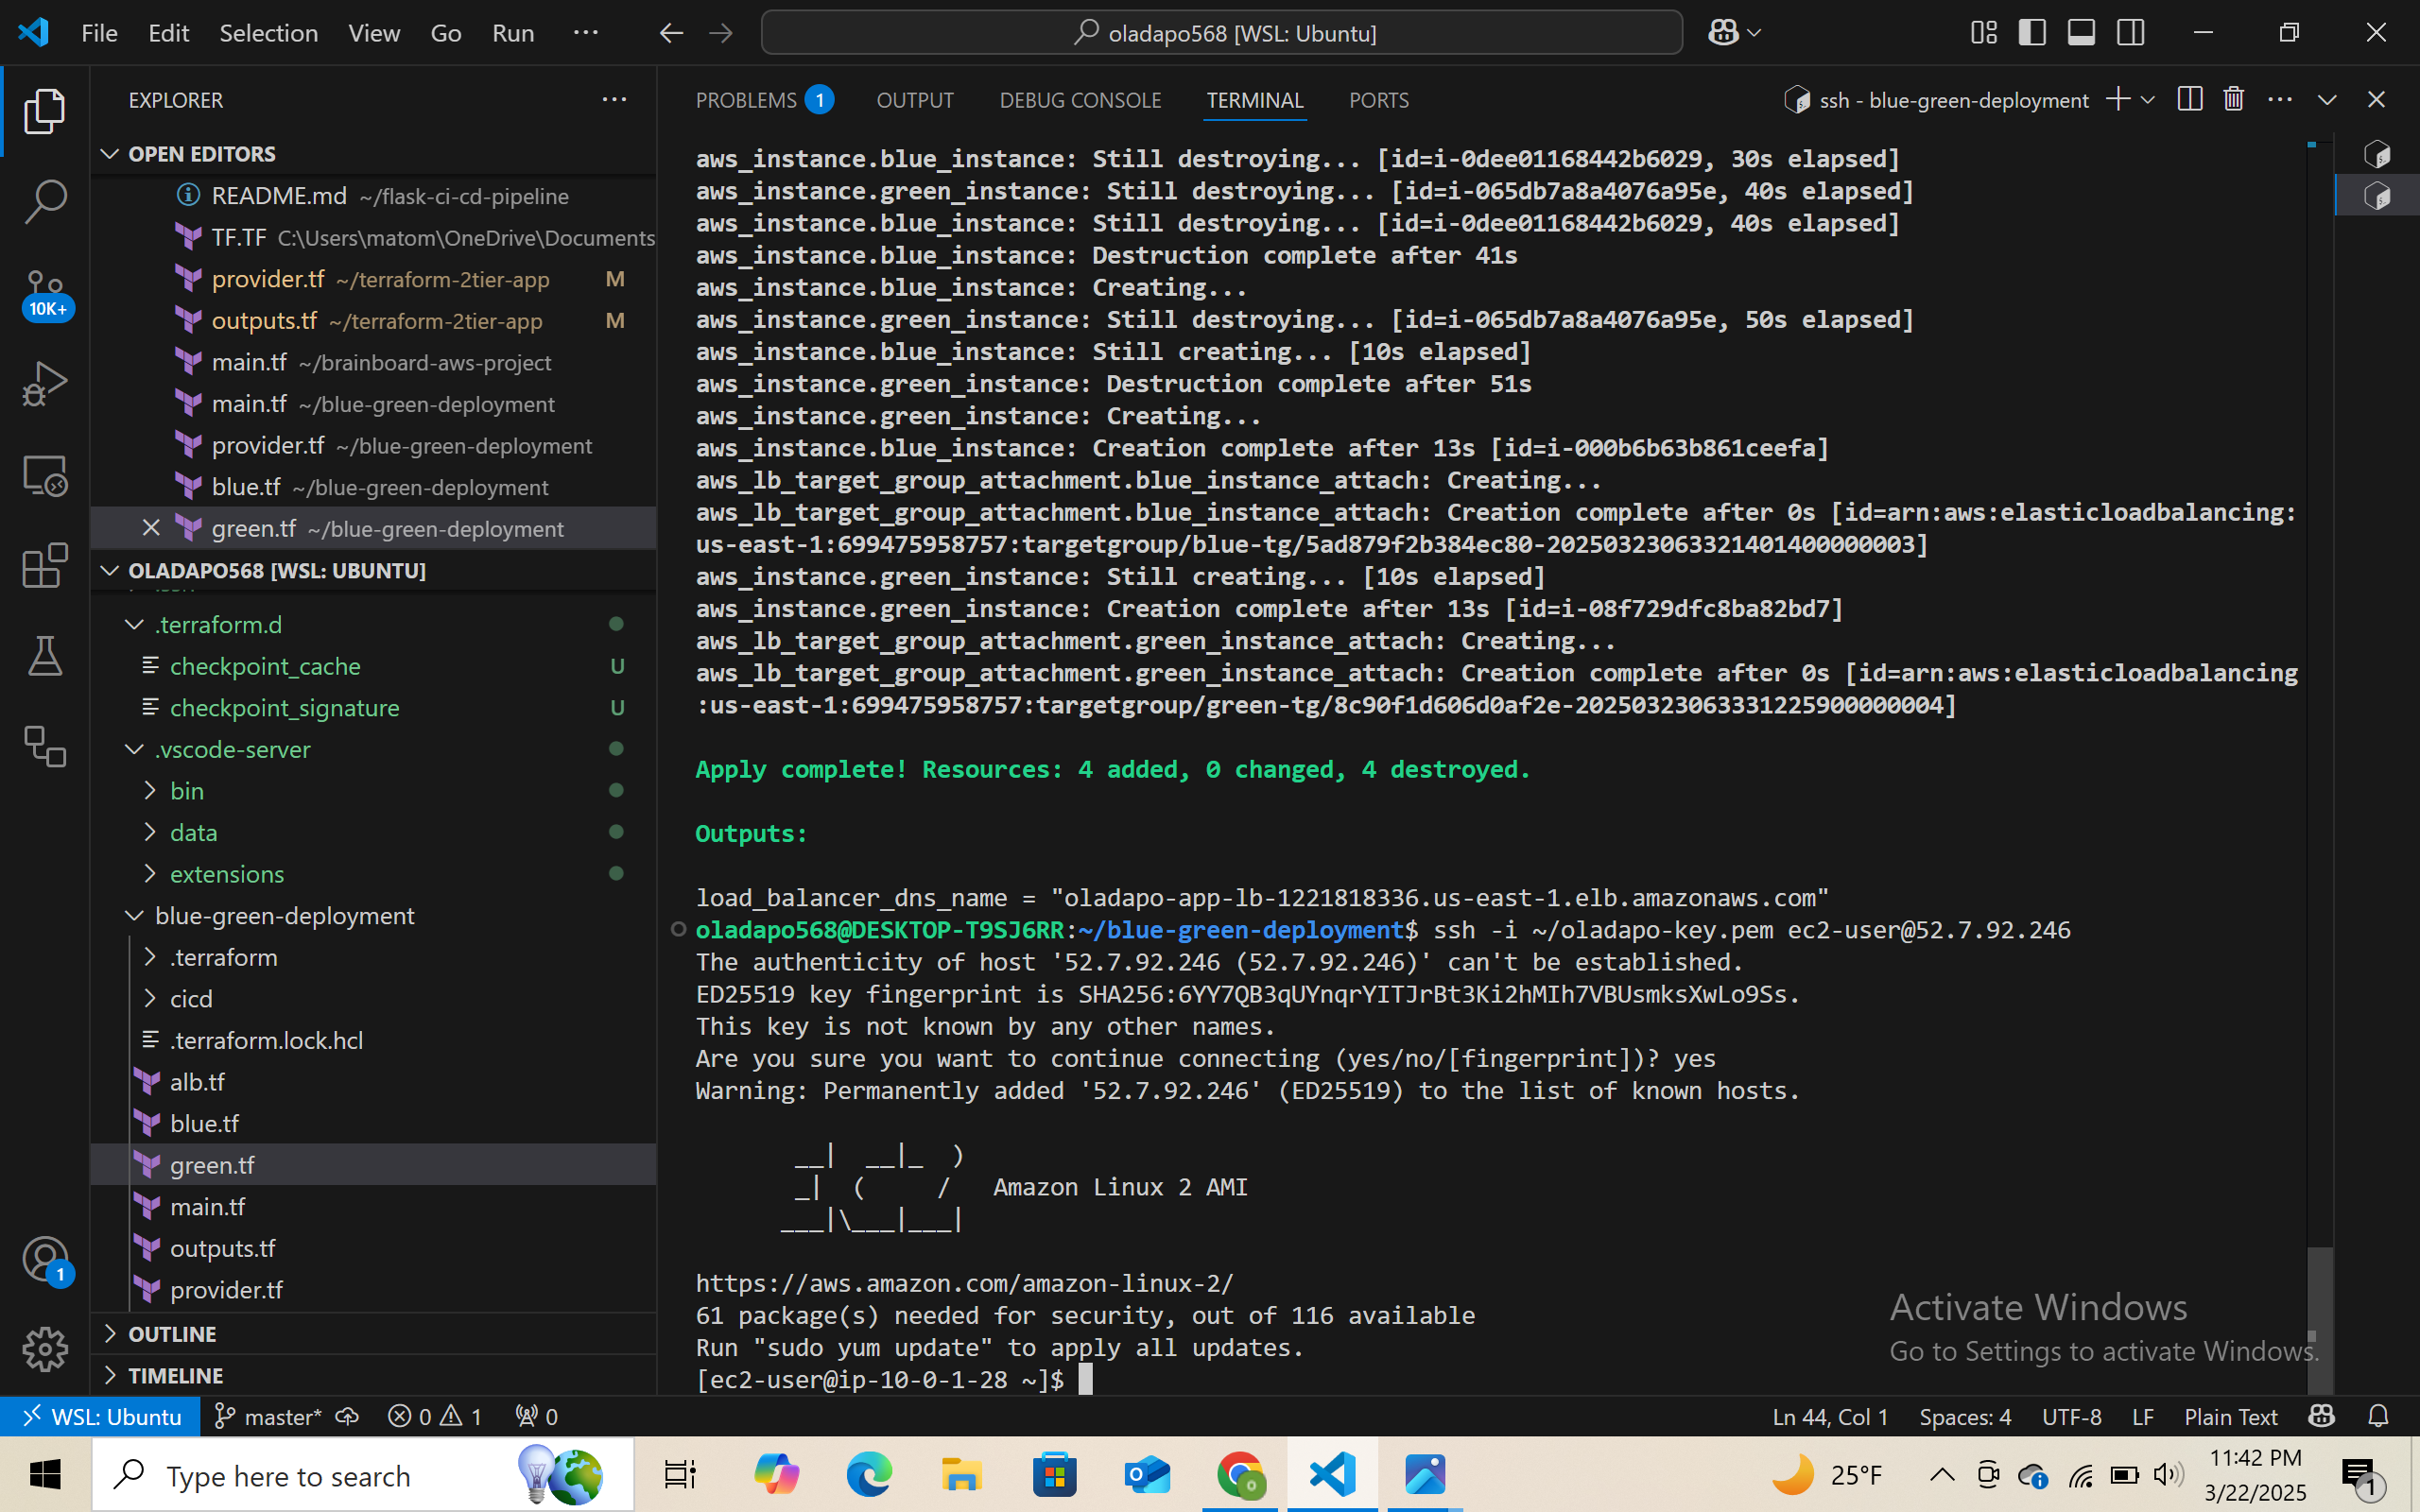 File Edit Selection View Go Run ···
oladapo568 [WSL: Ubuntu]
EXPLORER
OPEN EDITORS
README.md ~/flask-ci-cd-pipeline
TF.TF C:\Users\matom\OneDrive\Documents
provider.tf ~/terraform-2tier-app M
outputs.tf ~/terraform-2tier-app M
main.tf ~/brainboard-aws-project
main.tf ~/blue-green-deployment
provider.tf ~/blue-green-deployment
blue.tf ~/blue-green-deployment
green.tf ~/blue-green-deployment
10K+
OLADAPO568 [WSL: UBUNTU]
.terraform.d
checkpoint_cache U
checkpoint_signature U
.vscode-server
bin
data
extensions
blue-green-deployment
.terraform
cicd
.terraform.lock.hcl
alb.tf
blue.tf
green.tf
main.tf
outputs.tf
provider.tf
1
OUTLINE
TIMELINE
PROBLEMS 1 OUTPUT DEBUG CONSOLE TERMINAL PORTS
ssh - blue-green-deployment
aws_instance.blue_instance: Still destroying... [id=i-0dee01168442b6029, 30s elapsed]
aws_instance.green_instance: Still destroying... [id=i-065db7a8a4076a95e, 40s elapsed]
aws_instance.blue_instance: Still destroying... [id=i-0dee01168442b6029, 40s elapsed]
aws_instance.blue_instance: Destruction complete after 41s
aws_instance.blue_instance: Creating...
aws_instance.green_instance: Still destroying... [id=i-065db7a8a4076a95e, 50s elapsed]
aws_instance.blue_instance: Still creating... [10s elapsed]
aws_instance.green_instance: Destruction complete after 51s
aws_instance.green_instance: Creating...
aws_instance.blue_instance: Creation complete after 13s [id=i-000b6b63b861ceefa]
aws_lb_target_group_attachment.blue_instance_attach: Creating...
aws_lb_target_group_attachment.blue_instance_attach: Creation complete after 0s [id=arn:aws:elasticloadbalancing:
us-east-1:699475958757:targetgroup/blue-tg/5ad879f2b384ec80-20250323063321401400000003]
aws_instance.green_instance: Still creating... [10s elapsed]
aws_instance.green_instance: Creation complete after 13s [id=i-08f729dfc8ba82bd7]
aws_lb_target_group_attachment.green_instance_attach: Creating...
aws_lb_target_group_attachment.green_instance_attach: Creation complete after 0s [id=arn:aws:elasticloadbalancing
:us-east-1:699475958757:targetgroup/green-tg/8c90f1d606d0af2e-20250323063331225900000004]
Apply complete! Resources: 4 added, 0 changed, 4 destroyed.
Outputs:
load_balancer_dns_name = "oladapo-app-lb-1221818336.us-east-1.elb.amazonaws.com"
oladapo568@DESKTOP-T9SJ6RR:~/blue-green-deployment$ ssh -i ~/oladapo-key.pem ec2-user@52.7.92.246
The authenticity of host '52.7.92.246 (52.7.92.246)' can't be established.
ED25519 key fingerprint is SHA256:6YY7QB3qUYnqrYITJrBt3Ki2hMIh7VBUsmksXwLo9Ss.
This key is not known by any other names.
Are you sure you want to continue connecting (yes/no/[fingerprint])? yes
Warning: Permanently added '52.7.92.246' (ED25519) to the list of known hosts.
__|  __|_  )
_|  (     /   Amazon Linux 2 AMI
___|\___|___|
https://aws.amazon.com/amazon-linux-2/
61 package(s) needed for security, out of 116 available
Run "sudo yum update" to apply all updates.
[ec2-user@ip-10-0-1-28 ~]$
Activate Windows
Go to Settings to activate Windows.
WSL: Ubuntu master* 0 1 0
Ln 44, Col 1 Spaces: 4 UTF-8 LF Plain Text
Type here to search
25°F
11:42 PM
3/22/2025
1